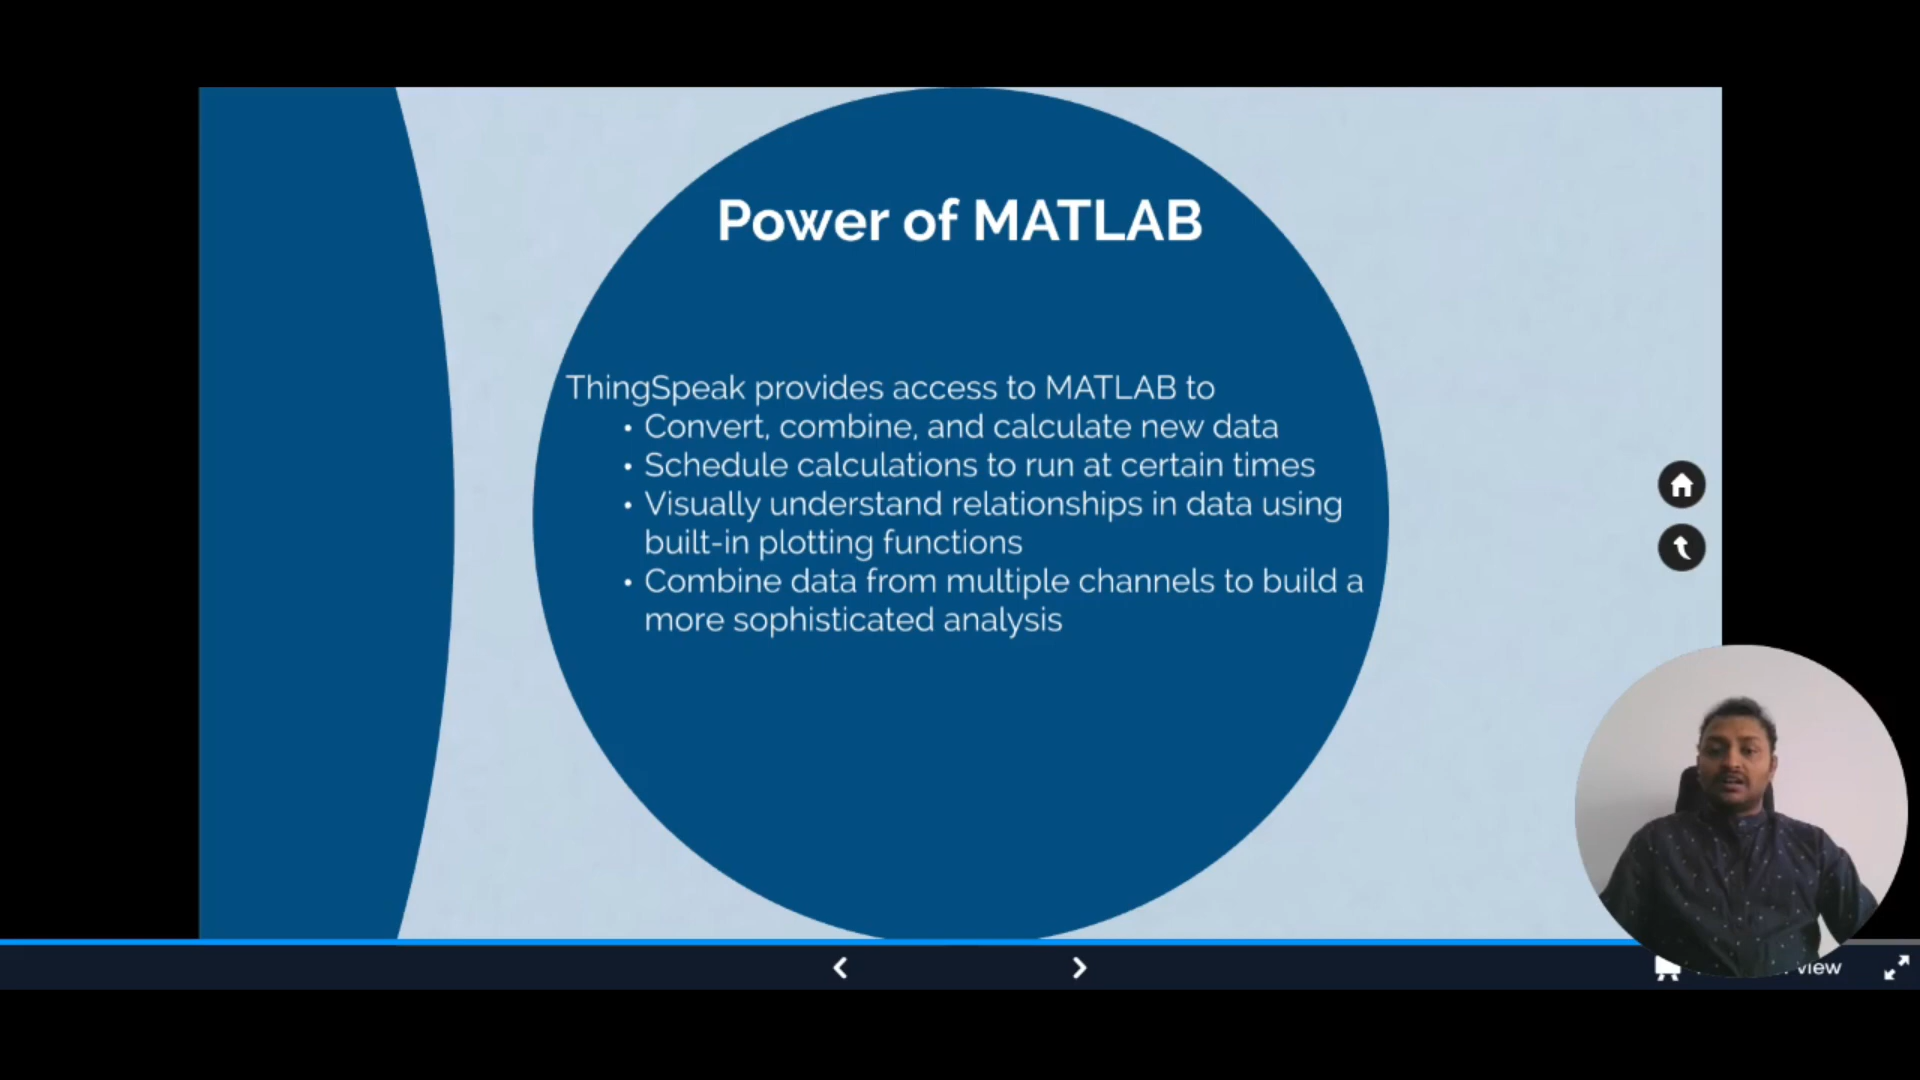 Power of MATLAB
ThingSpeak provides access to MATLAB to
• Convert, combine, and calculate new data
• Schedule calculations to run at certain times
• Visually understand relationships in data using
built-in plotting functions
• Combine data from multiple channels to build a
more sophisticated analysis
view